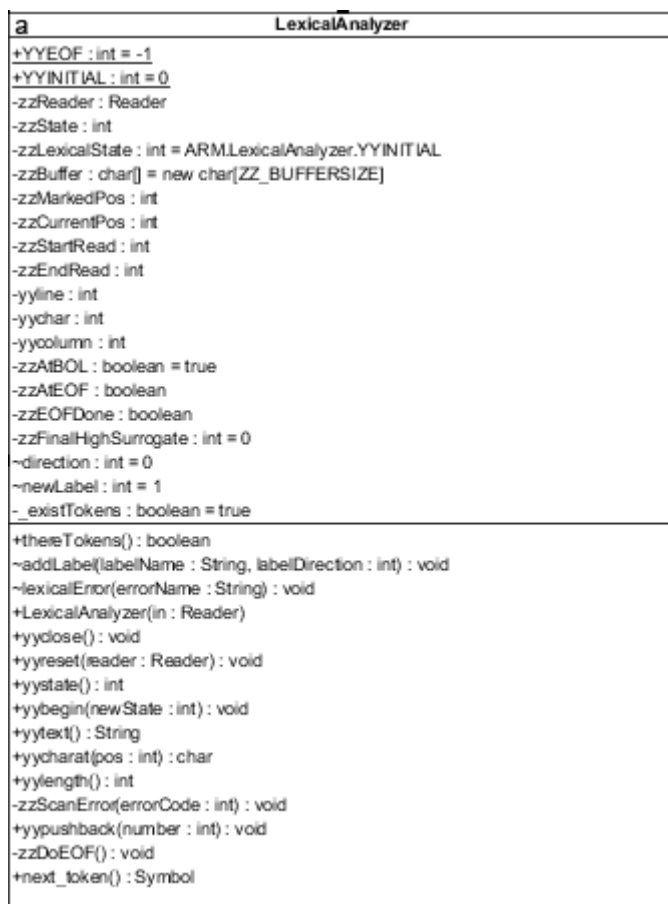 a
LexicalAnalyzer
+YYEOF : int = -1
+YYINITIAL : int = 0
-zzReader : Reader
-zzState : int
-zzLexicalState : int = ARM.LexicalAnalyzer.YYINITIAL
-zzBuffer : char[] = new char[ZZ_BUFFERSIZE]
-zzMarkedPos : int
-zzCurrentPos : int
-zzStartRead : int
-zzEndRead : int
-yyline : int
-yychar : int
-yycolumn : int
-zzAtBOL : boolean = true
-zzAtEOF : boolean
-zzEOFDone : boolean
-zzFinalHighSurrogate : int = 0
~direction : int = 0
~newLabel : int = 1
-_existTokens : boolean = true
+thereTokens() : boolean
~addLabel(labelName : String, labelDirection : int) : void
~lexicalError(errorName : String) : void
+LexicalAnalyzer(in : Reader)
+yyclose() : void
+yyreset(reader : Reader) : void
+yystate() : int
+yybegin(newState : int) : void
+yytext() : String
+yycharat(pos : int) : char
+yylength() : int
-zzScanError(errorCode : int) : void
+yypushback(number : int) : void
-zzDoEOF() : void
+next_token() : Symbol